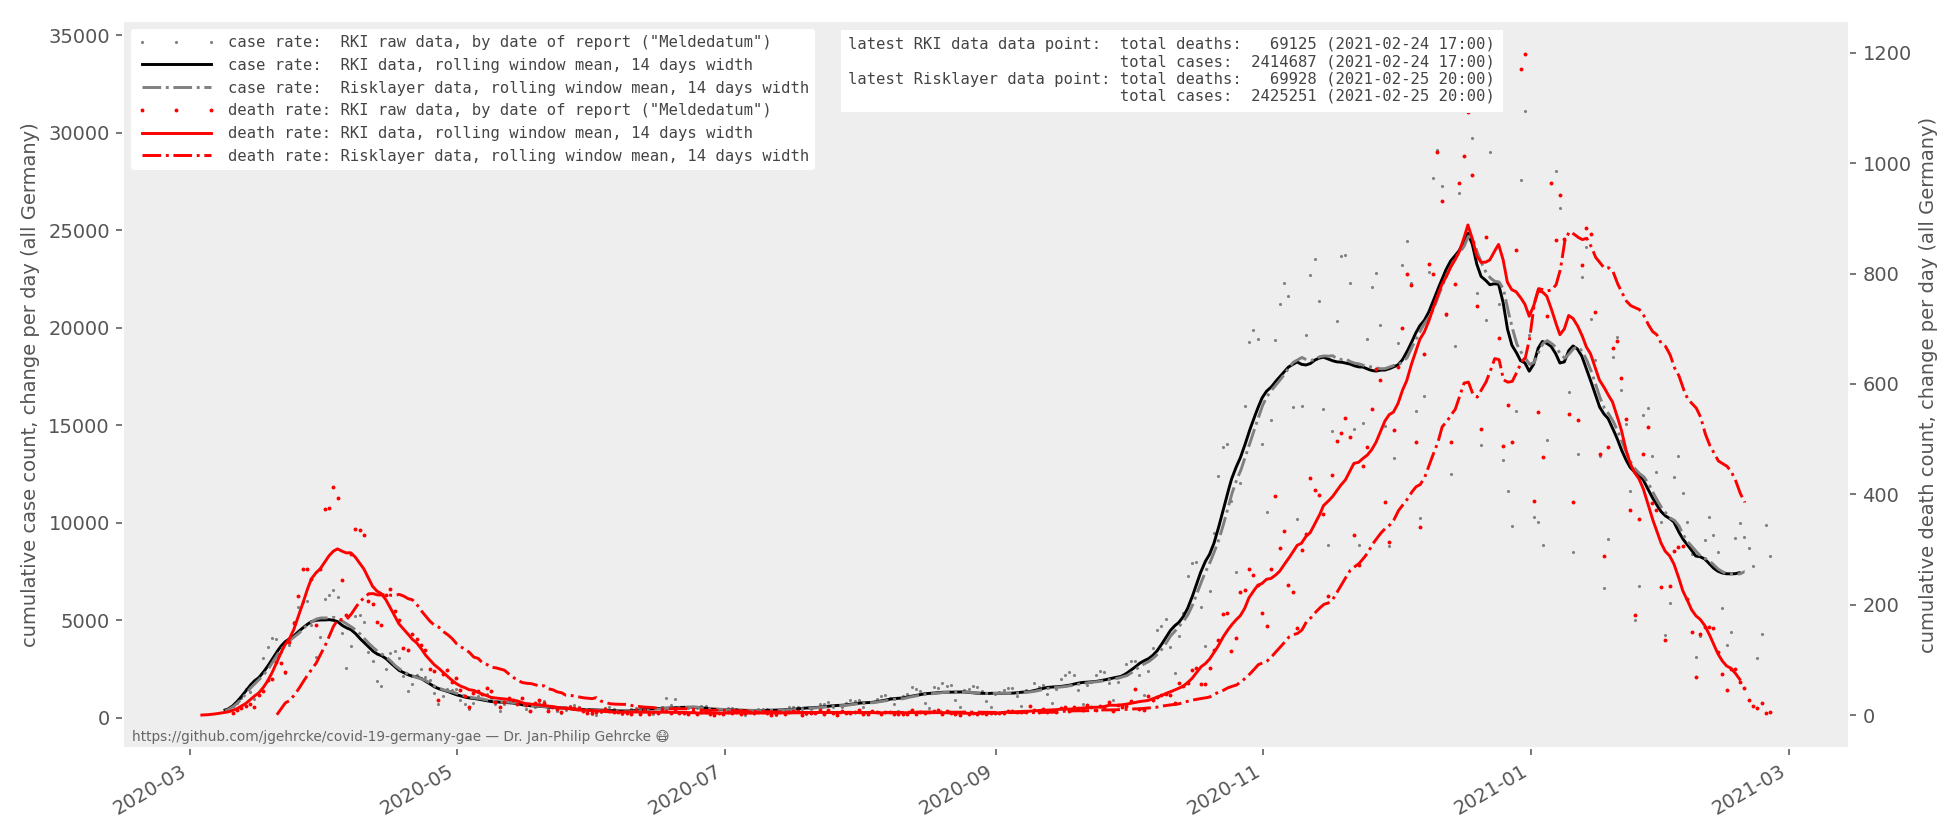 35000
30000
25000
20000
15000
10000
5000
0
cumulative case count, change per day (all Germany)
case rate:  RKI raw data, by date of report ("Meldedatum")
case rate:  RKI data, rolling window mean, 14 days width
case rate:  Risklayer data, rolling window mean, 14 days width
death rate: RKI raw data, by date of report ("Meldedatum")
death rate: RKI data, rolling window mean, 14 days width
death rate: Risklayer data, rolling window mean, 14 days width
latest RKI data data point:  total deaths:   69125 (2021-02-24 17:00)
total cases:  2414687 (2021-02-24 17:00)
latest Risklayer data point: total deaths:   69928 (2021-02-25 20:00)
total cases:  2425251 (2021-02-25 20:00)
1200
1000
800
600
400
200
0
cumulative death count, change per day (all Germany)
https://github.com/jgehrcke/covid-19-germany-gae — Dr. Jan-Philip Gehrcke 😷
2020-03
2020-05
2020-07
2020-09
2020-11
2021-01
2021-03